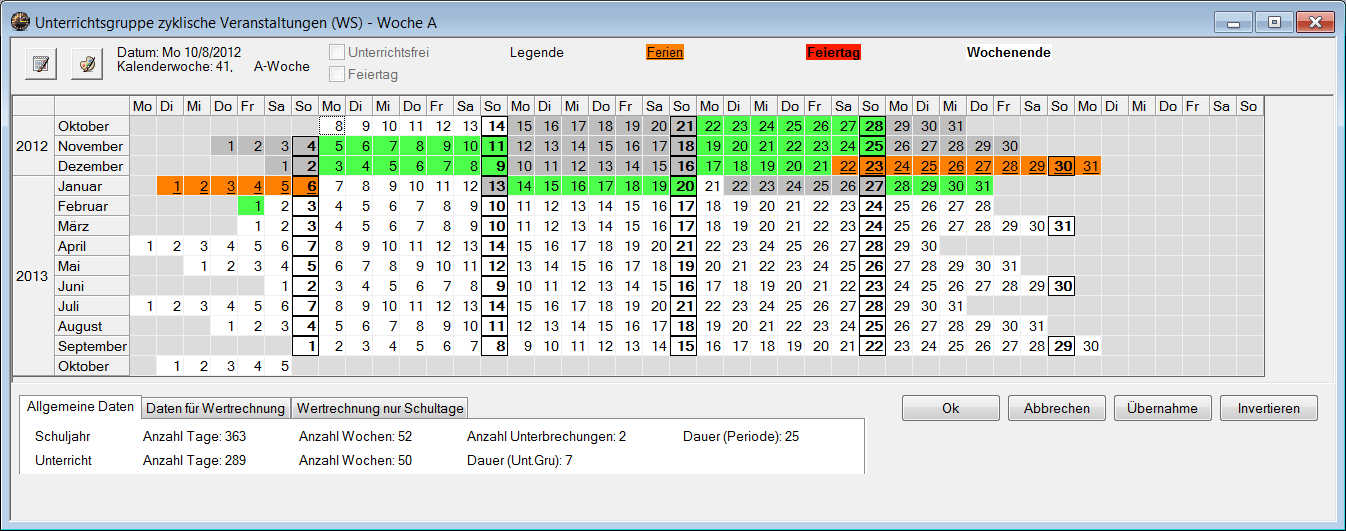 Unterrichtsgruppe zyklische Veranstaltungen (WS) - Woche A
Datum: Mo 10/8/2012 Unterrichtsfrei Legende Ferien Feiertag Wochenende
Kalenderwoche: 41, A-Woche Feiertag
Mo Di Mi Do Fr Sa So Mo Di Mi Do Fr Sa So Mo Di Mi Do Fr Sa So Mo Di Mi Do Fr Sa So Mo Di Mi Do Fr Sa So Mo Di Mi Do Fr Sa So
Oktober 8 9 10 11 12 13 14 15 16 17 18 19 20 21 22 23 24 25 26 27 28 29 30 31
2012 November 1 2 3 4 5 6 7 8 9 10 11 12 13 14 15 16 17 18 19 20 21 22 23 24 25 26 27 28 29 30
Dezember 1 2 3 4 5 6 7 8 9 10 11 12 13 14 15 16 17 18 19 20 21 22 23 24 25 26 27 28 29 30 31
Januar 1 2 3 4 5 6 7 8 9 10 11 12 13 14 15 16 17 18 19 20 21 22 23 24 25 26 27 28 29 30 31
Februar 1 2 3 4 5 6 7 8 9 10 11 12 13 14 15 16 17 18 19 20 21 22 23 24 25 26 27 28
März 1 2 3 4 5 6 7 8 9 10 11 12 13 14 15 16 17 18 19 20 21 22 23 24 25 26 27 28 29 30 31
April 1 2 3 4 5 6 7 8 9 10 11 12 13 14 15 16 17 18 19 20 21 22 23 24 25 26 27 28 29 30
Mai 1 2 3 4 5 6 7 8 9 10 11 12 13 14 15 16 17 18 19 20 21 22 23 24 25 26 27 28 29 30 31
2013 Juni 1 2 3 4 5 6 7 8 9 10 11 12 13 14 15 16 17 18 19 20 21 22 23 24 25 26 27 28 29 30
Juli 1 2 3 4 5 6 7 8 9 10 11 12 13 14 15 16 17 18 19 20 21 22 23 24 25 26 27 28 29 30 31
August 1 2 3 4 5 6 7 8 9 10 11 12 13 14 15 16 17 18 19 20 21 22 23 24 25 26 27 28 29 30 31
September 1 2 3 4 5 6 7 8 9 10 11 12 13 14 15 16 17 18 19 20 21 22 23 24 25 26 27 28 29 30
Oktober 1 2 3 4 5
Allgemeine Daten Daten für Wertrechnung Wertrechnung nur Schultage Ok Abbrechen Übernahme Invertieren
Schuljahr Anzahl Tage: 363 Anzahl Wochen: 52 Anzahl Unterbrechungen: 2 Dauer (Periode): 25
Unterricht Anzahl Tage: 289 Anzahl Wochen: 50 Dauer (Unt.Gru): 7